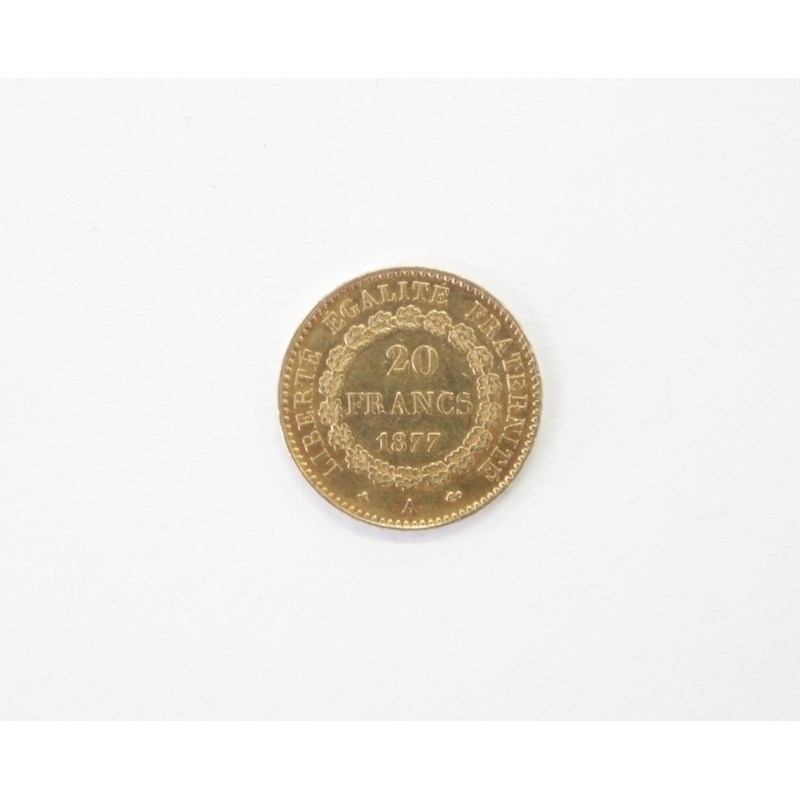 LIBERTÉ ÉGALITÉ FRATERNITÉ
20
FRANCS
1877
A